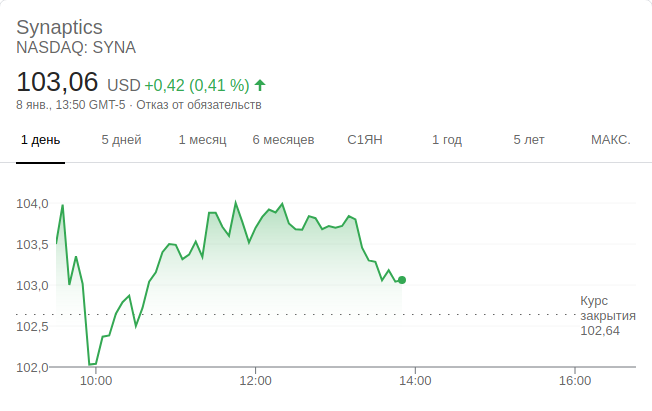 Synaptics
NASDAQ: SYNA
103,06 USD +0,42 (0,41 %)
8 янв., 13:50 GMT-5 · Отказ от обязательств
1 день 5 дней 1 месяц 6 месяцев С1ЯН 1 год 5 лет МАКС.
104,0
103,5
103,0
102,5
102,0
Курс
закрытия
102,64
10:00 12:00 14:00 16:00